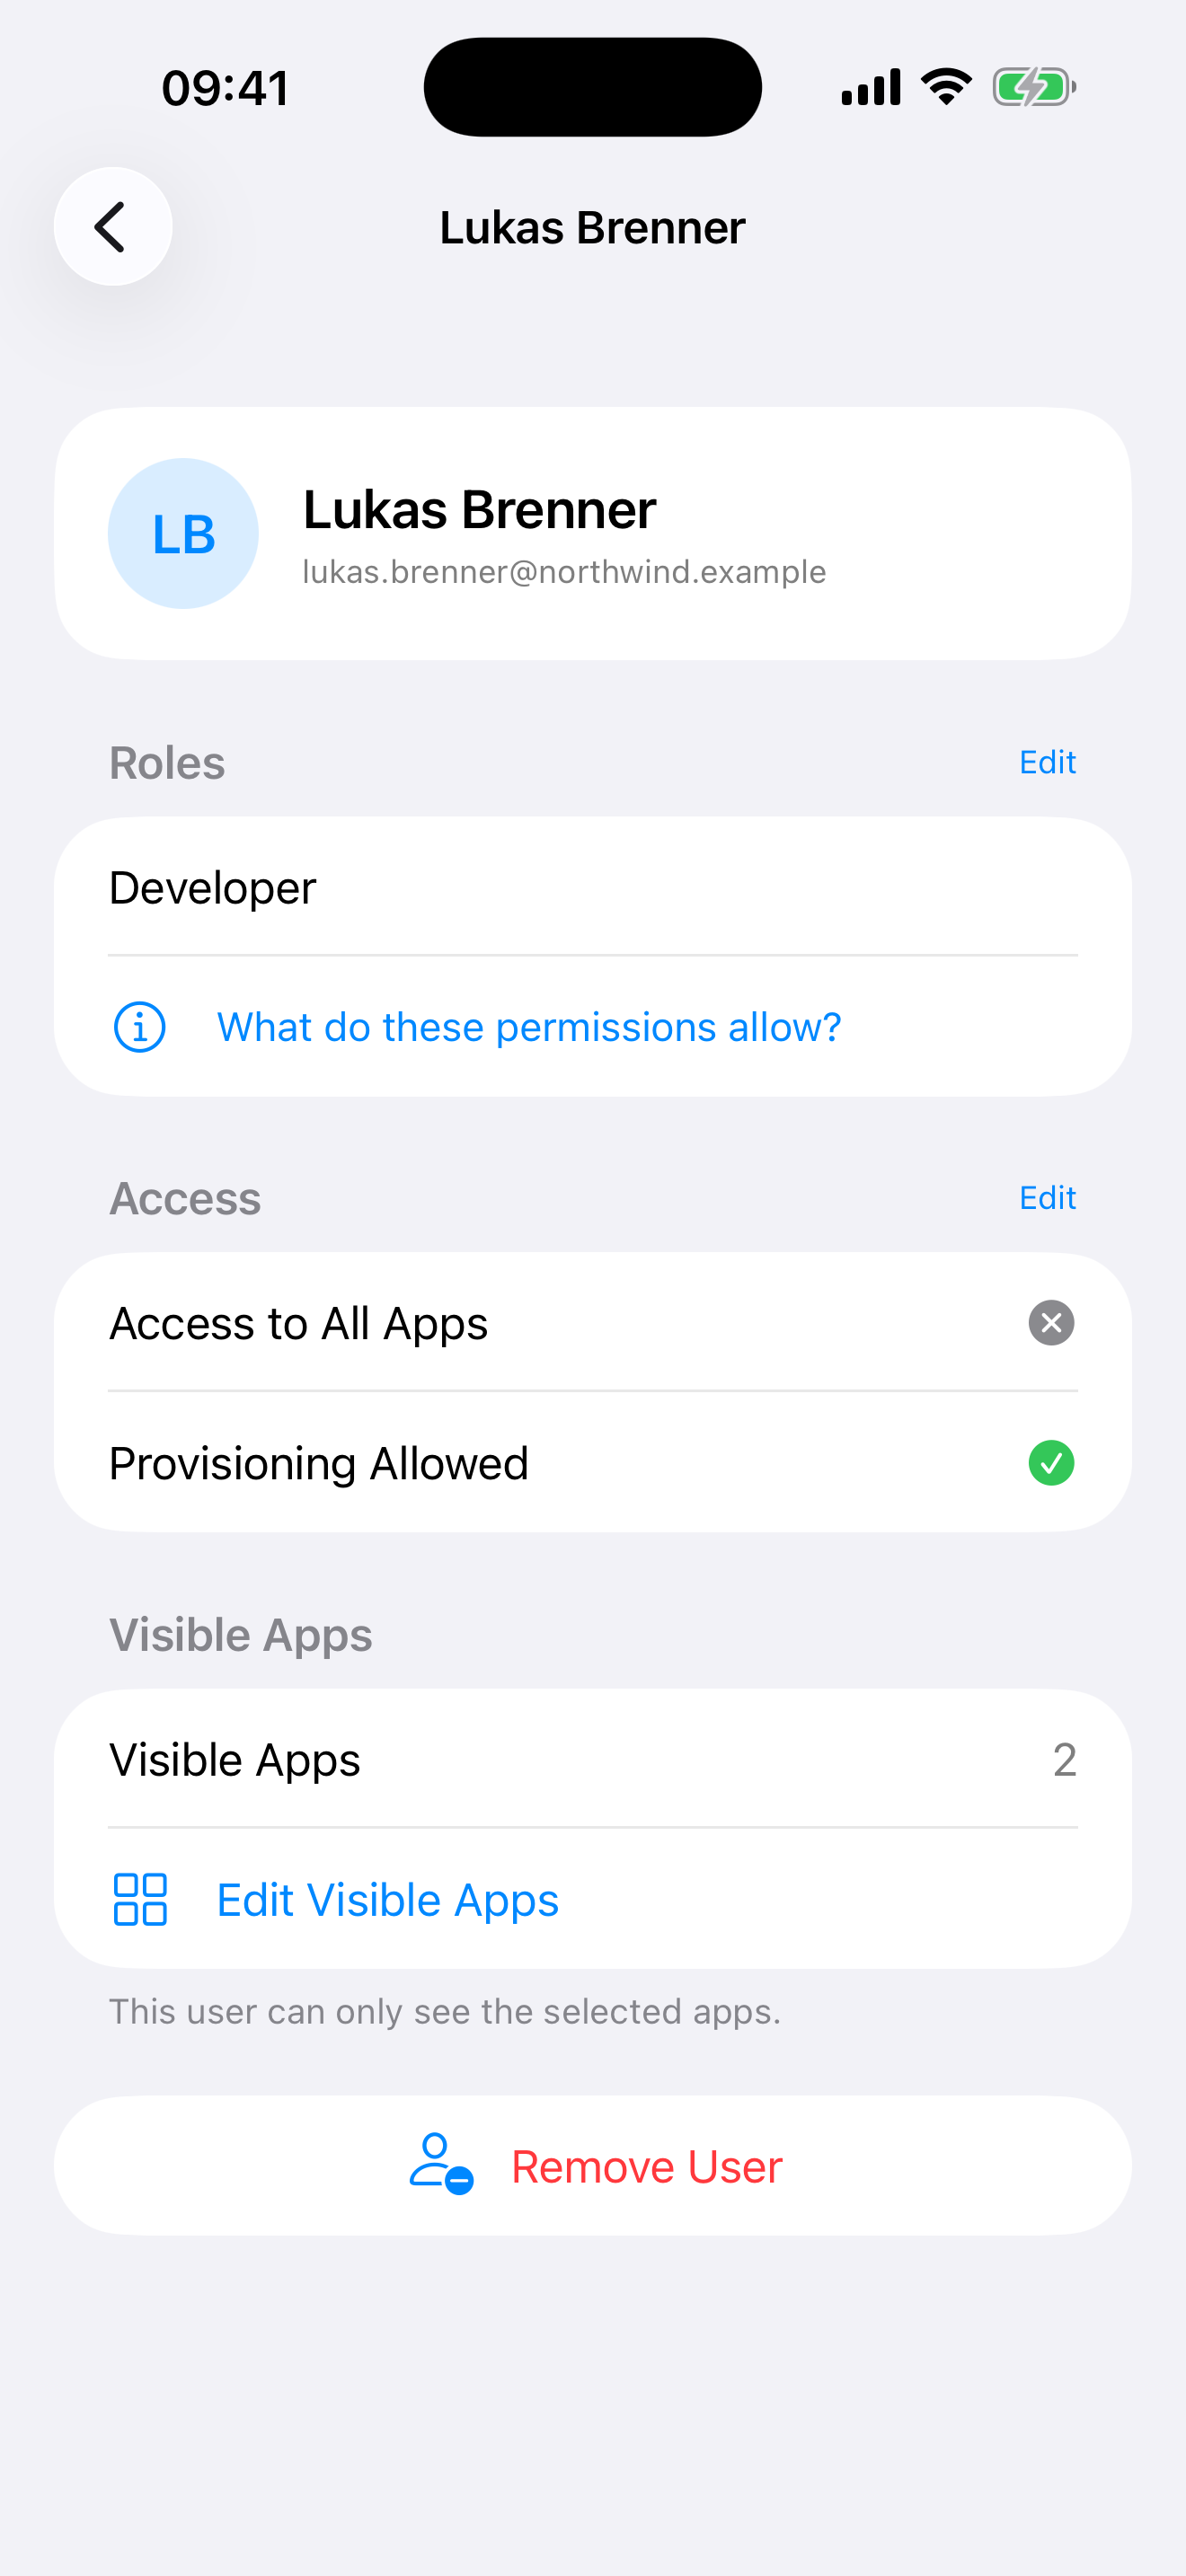 09:41
Lukas Brenner
LB
Lukas Brenner
lukas.brenner@northwind.example
Roles
Edit
Developer
What do these permissions allow?
Access
Edit
Access to All Apps
Provisioning Allowed
Visible Apps
Visible Apps
2
Edit Visible Apps
This user can only see the selected apps.
Remove User